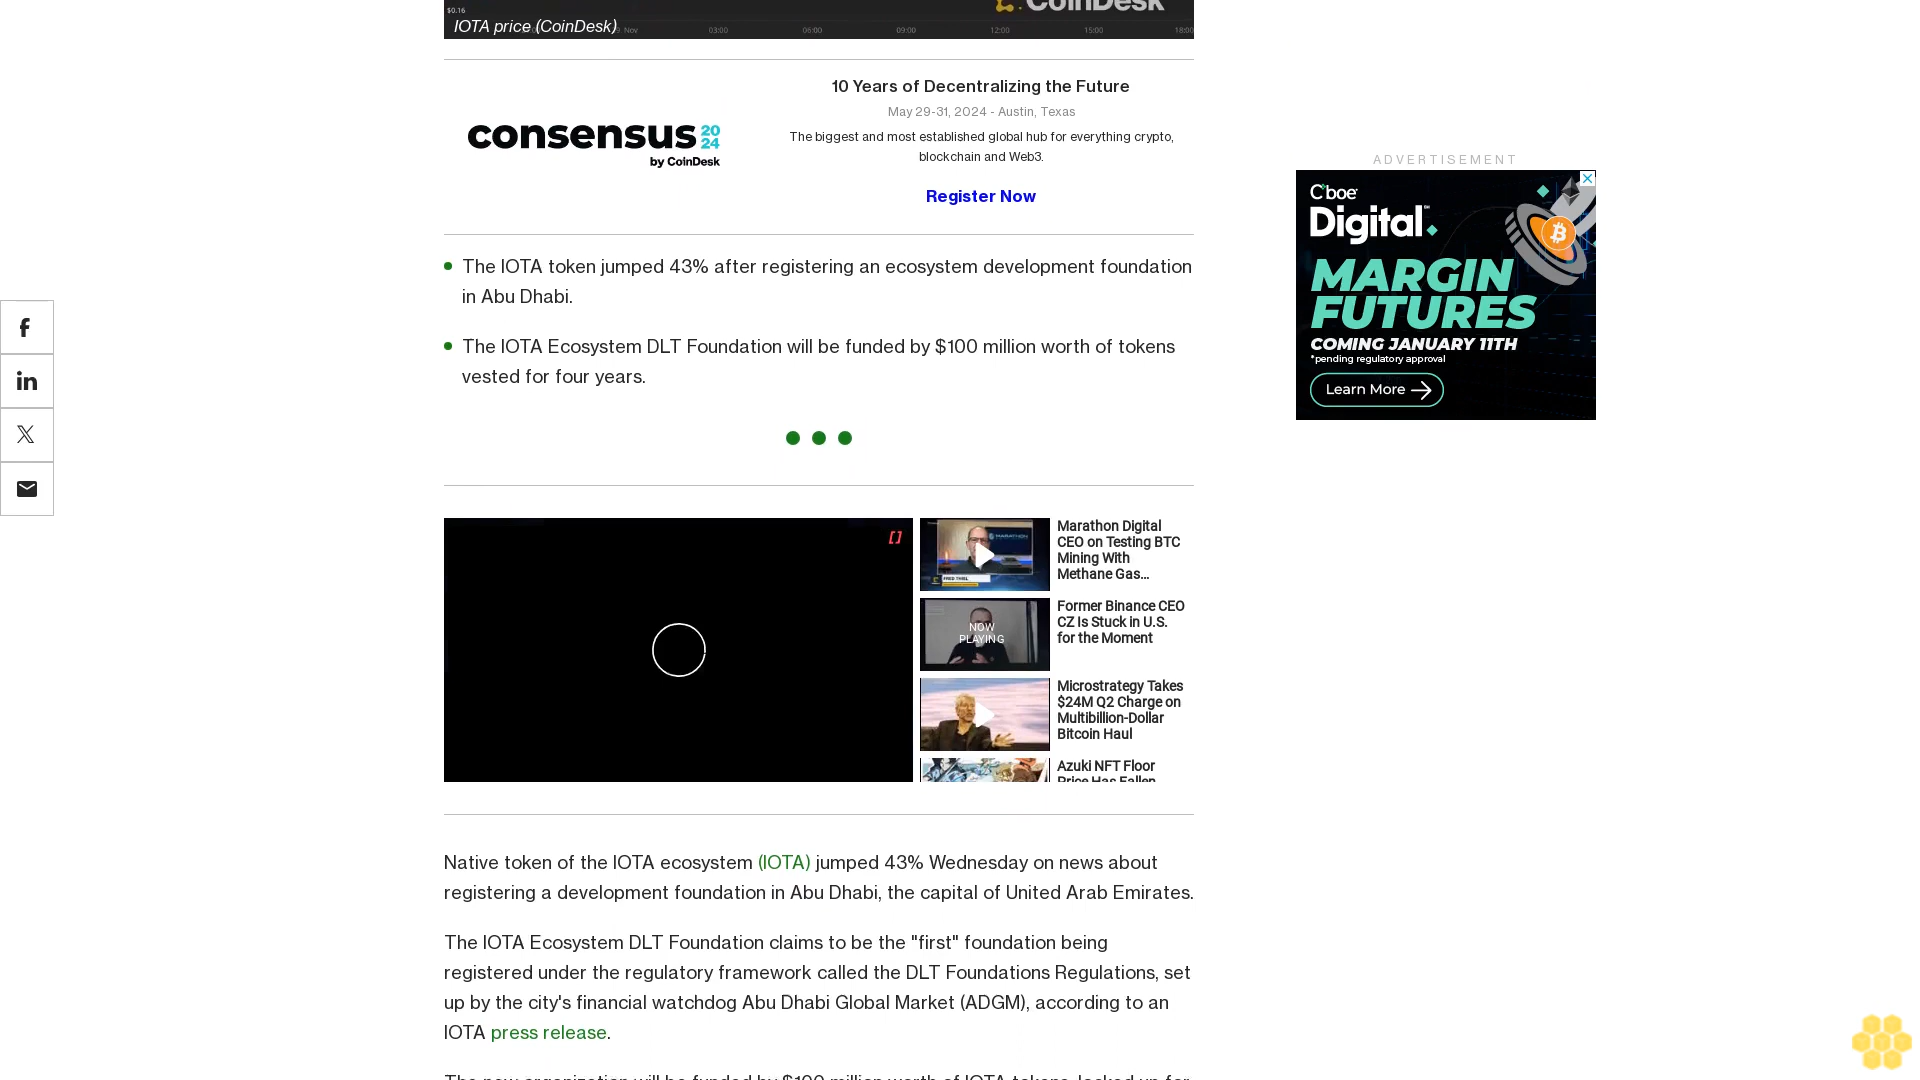 CoinDesk
$0.16
IOTA price (CoinDesk)
9. Nov 03:00 06:00 09:00 12:00 15:00 18:00
consensus 2024
by CoinDesk
10 Years of Decentralizing the Future
May 29-31, 2024 - Austin, Texas
The biggest and most established global hub for everything crypto,
blockchain and Web3.
Register Now
The IOTA token jumped 43% after registering an ecosystem development foundation
in Abu Dhabi.
The IOTA Ecosystem DLT Foundation will be funded by $100 million worth of tokens
vested for four years.
Marathon Digital
CEO on Testing BTC
Mining With
Methane Gas...
MARATHON
FRED THIEL
NOW
PLAYING
Former Binance CEO
CZ Is Stuck in U.S.
for the Moment
Microstrategy Takes
$24M Q2 Charge on
Multibillion-Dollar
Bitcoin Haul
Azuki NFT Floor
Price Has Fallen
Native token of the IOTA ecosystem (IOTA) jumped 43% Wednesday on news about
registering a development foundation in Abu Dhabi, the capital of United Arab Emirates.
The IOTA Ecosystem DLT Foundation claims to be the "first" foundation being
registered under the regulatory framework called the DLT Foundations Regulations, set
up by the city's financial watchdog Abu Dhabi Global Market (ADGM), according to an
IOTA press release.
The new organization will be funded by $100 million worth of IOTA tokens, locked up for
ADVERTISEMENT
Cboe
Digital
MARGIN
FUTURES
COMING JANUARY 11TH
*pending regulatory approval
Learn More